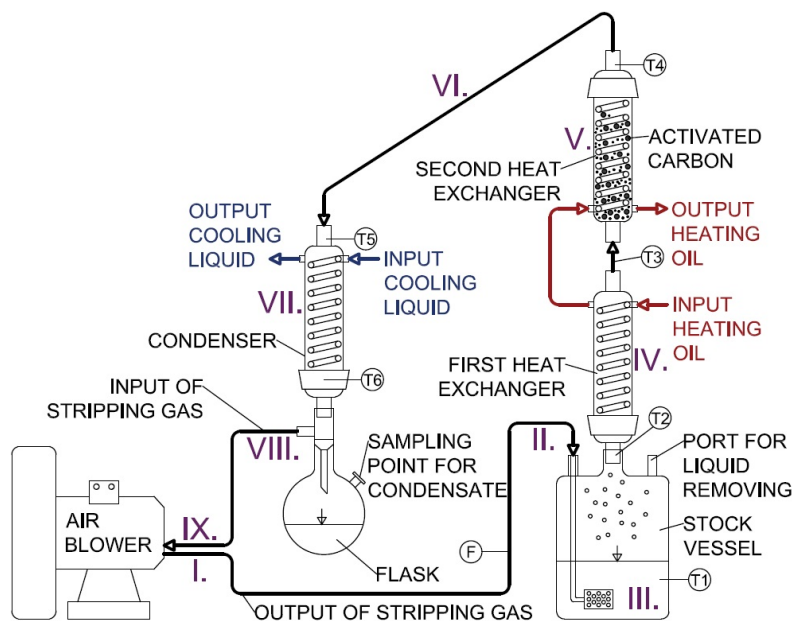 VI.
T4
V.
ACTIVATED
CARBON
SECOND HEAT
EXCHANGER
OUTPUT
COOLING
LIQUID
T5
INPUT
COOLING
LIQUID
OUTPUT
HEATING
OIL
T3
VII.
CONDENSER
INPUT
HEATING
OIL
IV.
FIRST HEAT
EXCHANGER
T6
INPUT OF
STRIPPING GAS
VIII.
SAMPLING
POINT FOR
CONDENSATE
II.
T2
PORT FOR
LIQUID
REMOVING
STOCK
VESSEL
AIR
BLOWER
IX.
I.
F
FLASK
T1
III.
OUTPUT OF STRIPPING GAS